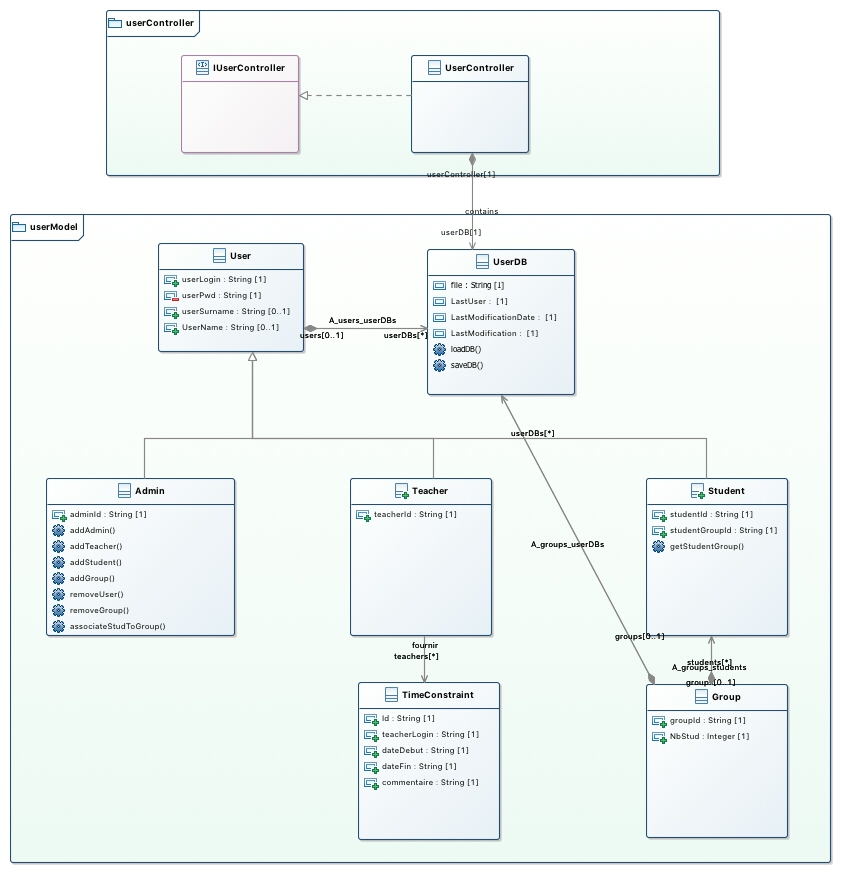 userController
IUserController
UserController
userController[1]
contains
userDB[1]
userModel
User
userLogin : String [1]
userPwd : String [1]
userSurname : String [0..1]
UserName : String [0..1]
A_users_userDBs
users[0..1]
userDBs[*]
UserDB
file : String [1]
LastUser : [1]
LastModificationDate : [1]
LastModification : [1]
loadDB()
saveDB()
userDBs[*]
Admin
adminId : String [1]
addAdmin()
addTeacher()
addStudent()
addGroup()
removeUser()
removeGroup()
associateStudToGroup()
Teacher
teacherId : String [1]
A_groups_userDBs
Student
studentId : String [1]
studentGroupId : String [1]
getStudentGroup()
groups[0..1]
fournir
teachers[*]
students[*]
A_groups_students
groups[0..1]
TimeConstraint
Id : String [1]
teacherLogin : String [1]
dateDebut : String [1]
dateFin : String [1]
commentaire : String [1]
Group
groupId : String [1]
NbStud : Integer [1]